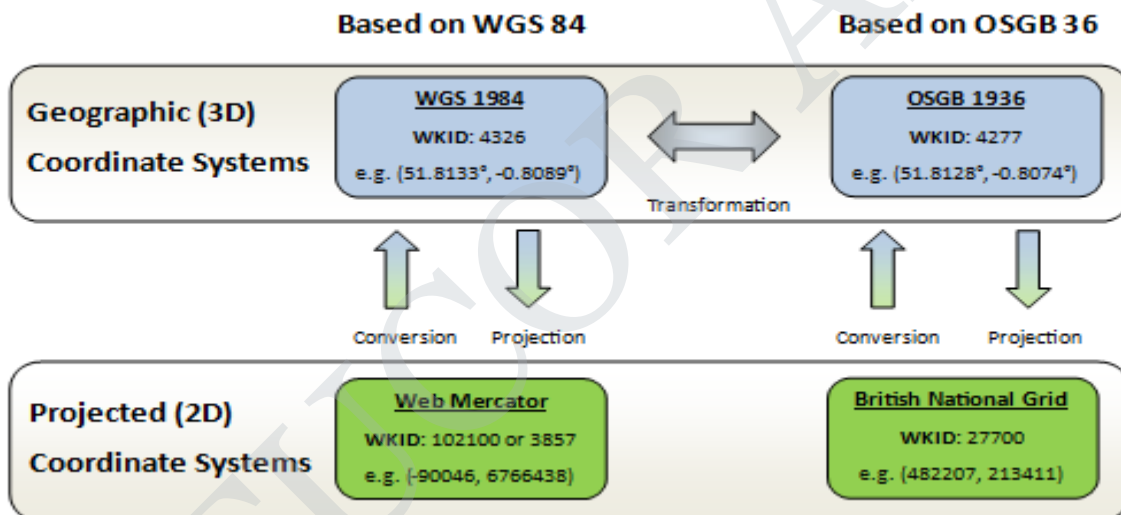 Based on WGS 84
Based on OSGB 36
Geographic (3D)
Coordinate Systems
WGS 1984
WKID: 4326
e.g. (51.8133°, -0.8089°)
Transformation
OSGB 1936
WKID: 4277
e.g. (51.8128°, -0.8074°)
Conversion
Projection
Conversion
Projection
Projected (2D)
Coordinate Systems
Web Mercator
WKID: 102100 or 3857
e.g. (-90046, 6766438)
British National Grid
WKID: 27700
e.g. (482207, 213411)